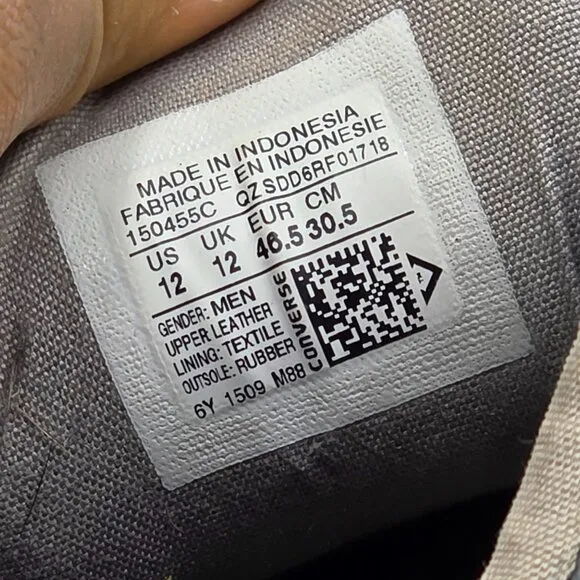 MADE IN INDONESIA
FABRIQUE EN INDONESIE
150455C QZSDD6RF01718
US UK EUR CM
12 12 46.5 30.5
GENDER: MEN
UPPER LEATHER
LINING: TEXTILE
OUTSOLE: RUBBER
6Y 1509 M88
CONVERSE